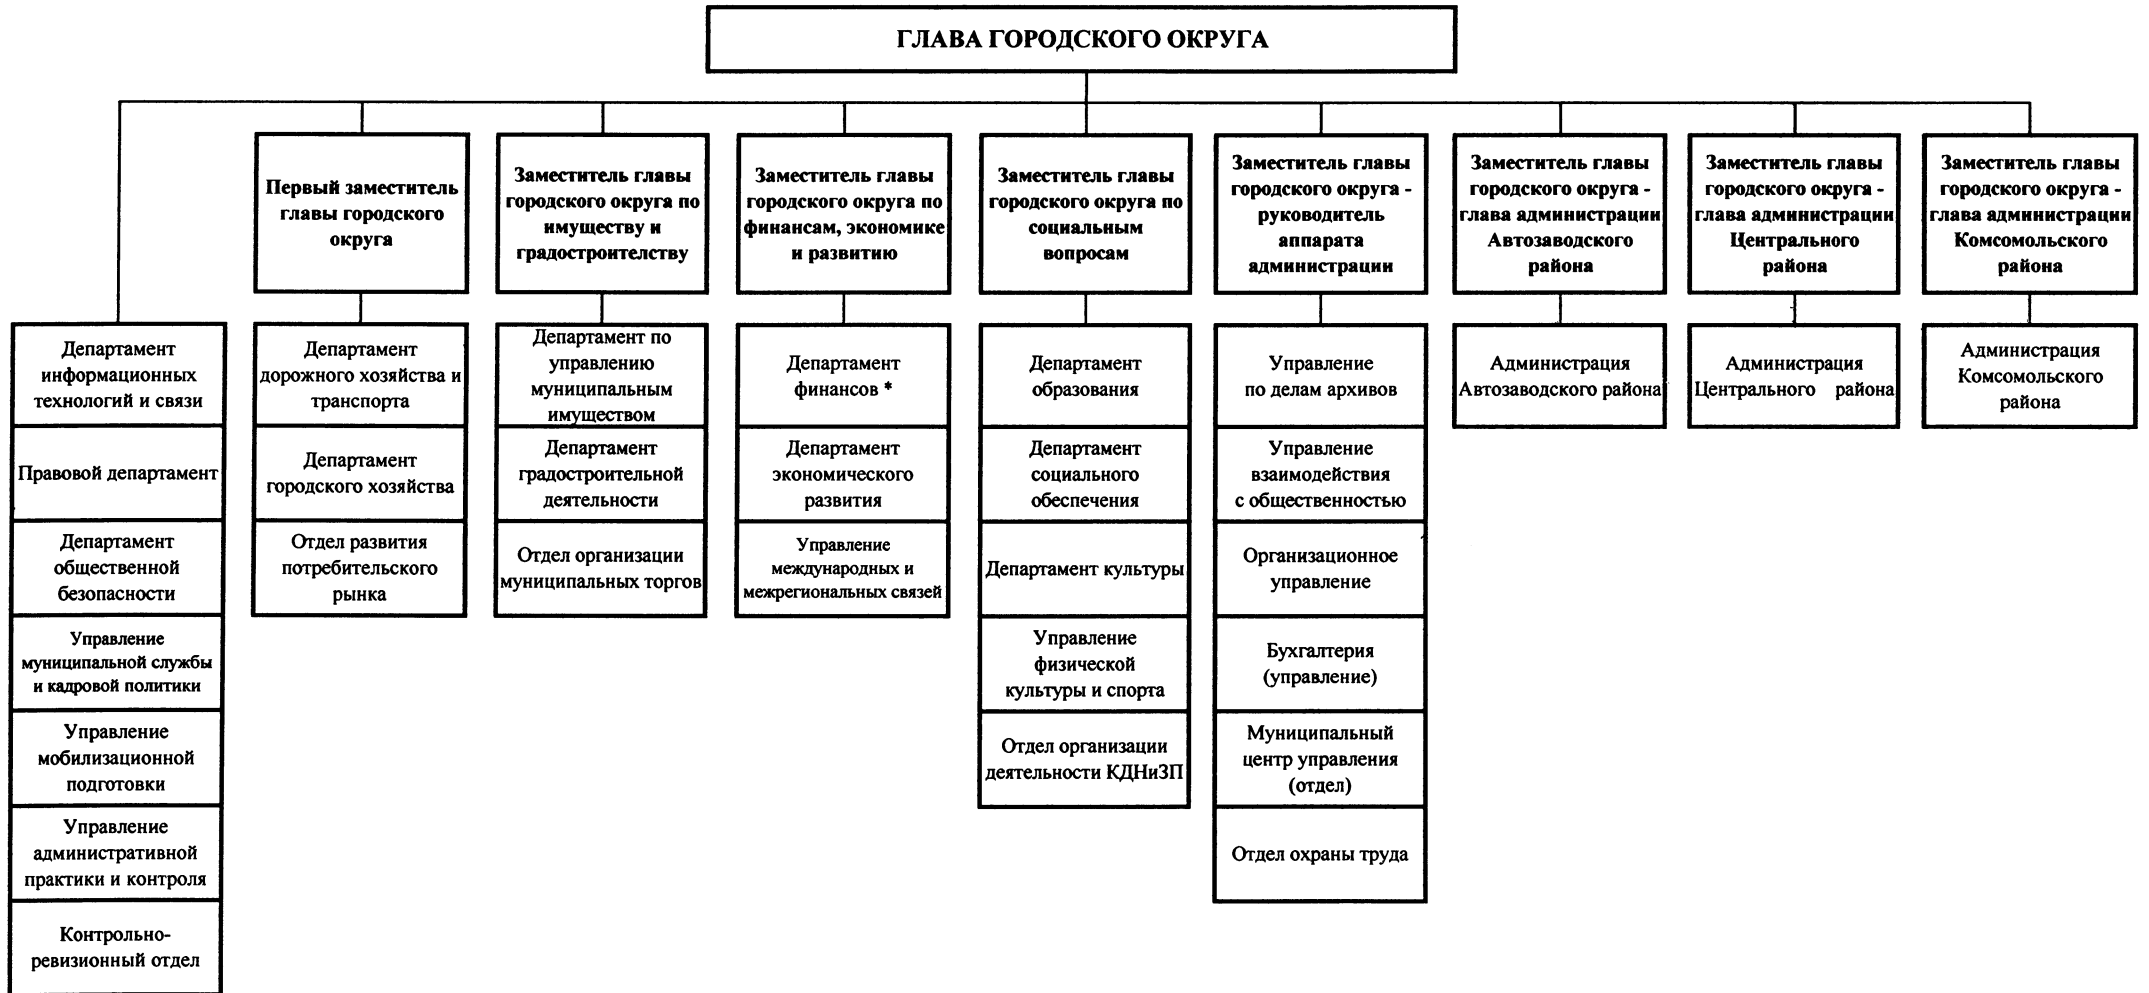 ГЛАВА ГОРОДСКОГО ОКРУГА
Первый заместитель
главы городского
округа
Заместитель главы
городского округа по
имуществу и
градостроителству
Заместитель главы
городского округа по
финансам, экономике
и развитию
Заместитель главы
городского округа по
социальным
вопросам
Заместитель главы
городского округа -
руководитель
аппарата
администрации
Заместитель главы
городского округа -
глава администрации
Автозаводского
района
Заместитель главы
городского округа -
глава администрации
Центрального
района
Заместитель главы
городского округа -
глава администрации
Комсомольского
района
Департамент
информационных
технологий и связи
Правовой департамент
Департамент
общественной
безопасности
Управление
муниципальной службы
и кадровой политики
Управление
мобилизационной
подготовки
Управление
административной
практики и контроля
Контрольно-
ревизионный отдел
Департамент
дорожного хозяйства и
транспорта
Департамент
городского хозяйства
Отдел развития
потребительского
рынка
Департамент по
управлению
муниципальным
имуществом
Департамент
градостроительной
деятельности
Отдел организации
муниципальных торгов
Департамент
финансов *
Департамент
экономического
развития
Управление
международных и
межрегиональных связей
Департамент
образования
Департамент
социального
обеспечения
Департамент культуры
Управление
физической
культуры и спорта
Отдел организации
деятельности КДНиЗП
Управление
по делам архивов
Управление
взаимодействия
с общественностью
Организационное
управление
Бухгалтерия
(управление)
Муниципальный
центр управления
(отдел)
Отдел охраны труда
Администрация
Автозаводского района
Администрация
Центрального района
Администрация
Комсомольского
района